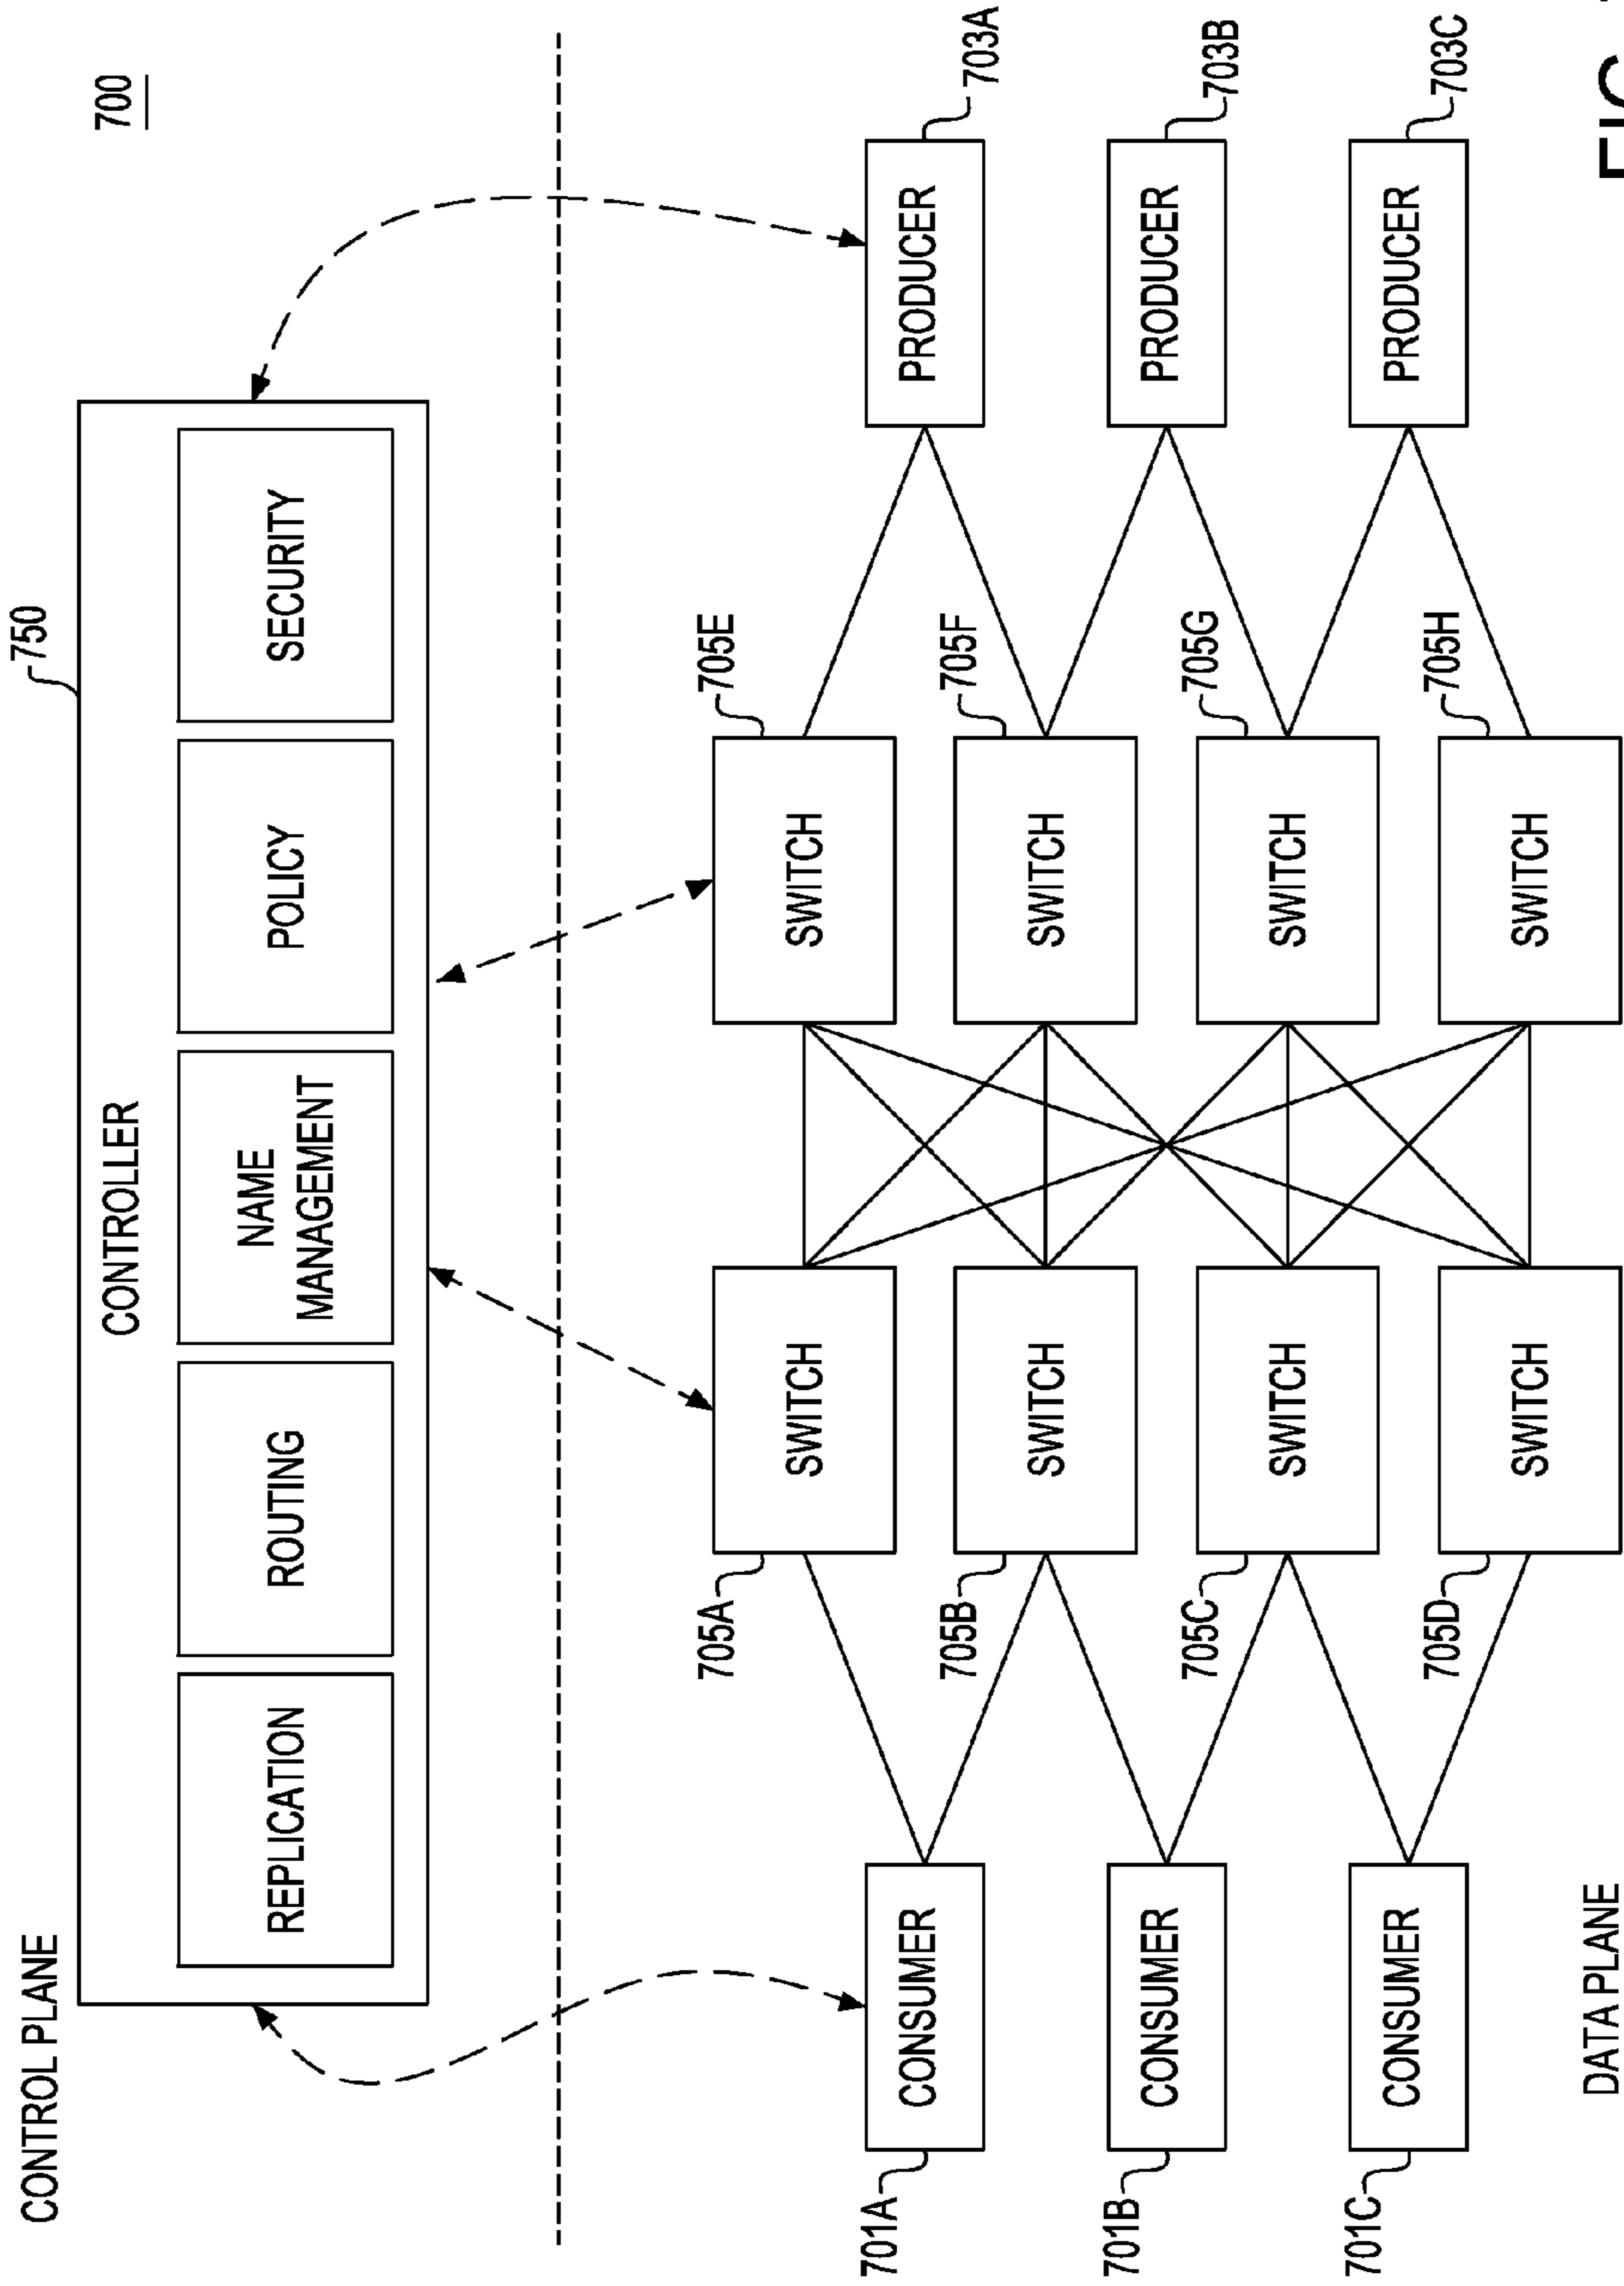 700
CONTROL PLANE
750
CONTROLLER
REPLICATION
ROUTING
NAME
MANAGEMENT
POLICY
SECURITY
701A
CONSUMER
705A
SWITCH
705E
SWITCH
PRODUCER
703A
701B
CONSUMER
705B
SWITCH
705F
SWITCH
PRODUCER
703B
701C
CONSUMER
705C
SWITCH
705G
SWITCH
PRODUCER
703C
705D
SWITCH
705H
SWITCH
DATA PLANE